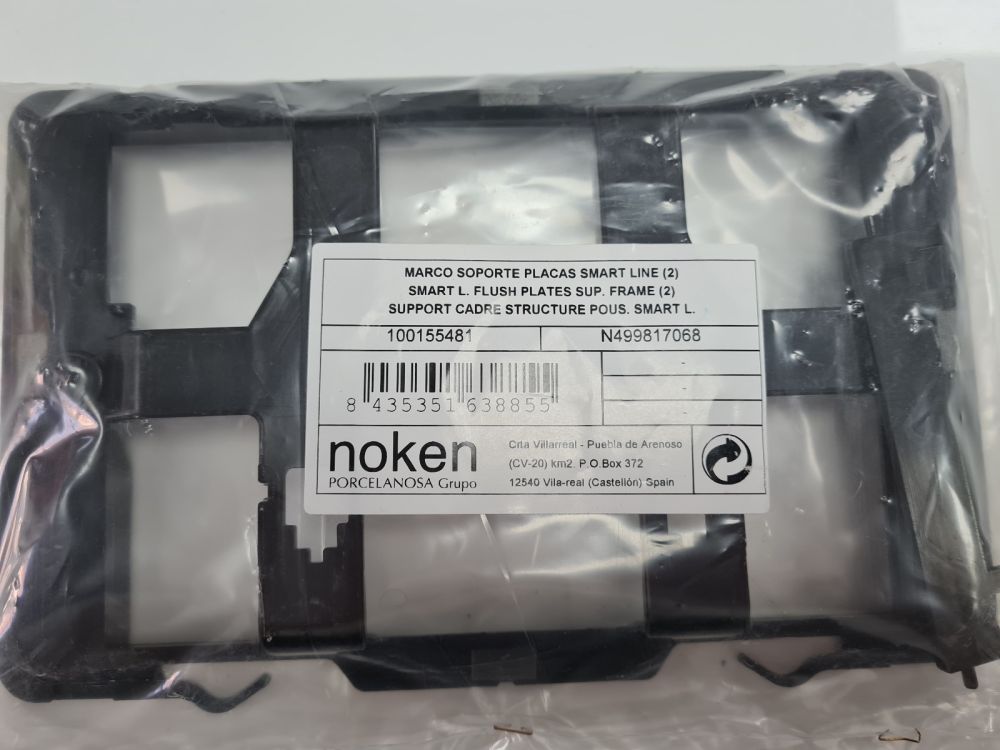 MARCO SOPORTE PLACAS SMART LINE (2)
SMART L. FLUSH PLATES SUP. FRAME (2)
SUPPORT CADRE STRUCTURE POUS. SMART L.
100155481 N499817068
-
-
8 435351 638855
noken
PORCELANOSA Grupo
Crta Villarreal - Puebla de Arenoso
(CV-20) km2. P.O.Box 372
12540 Vila-real (Castellón) Spain